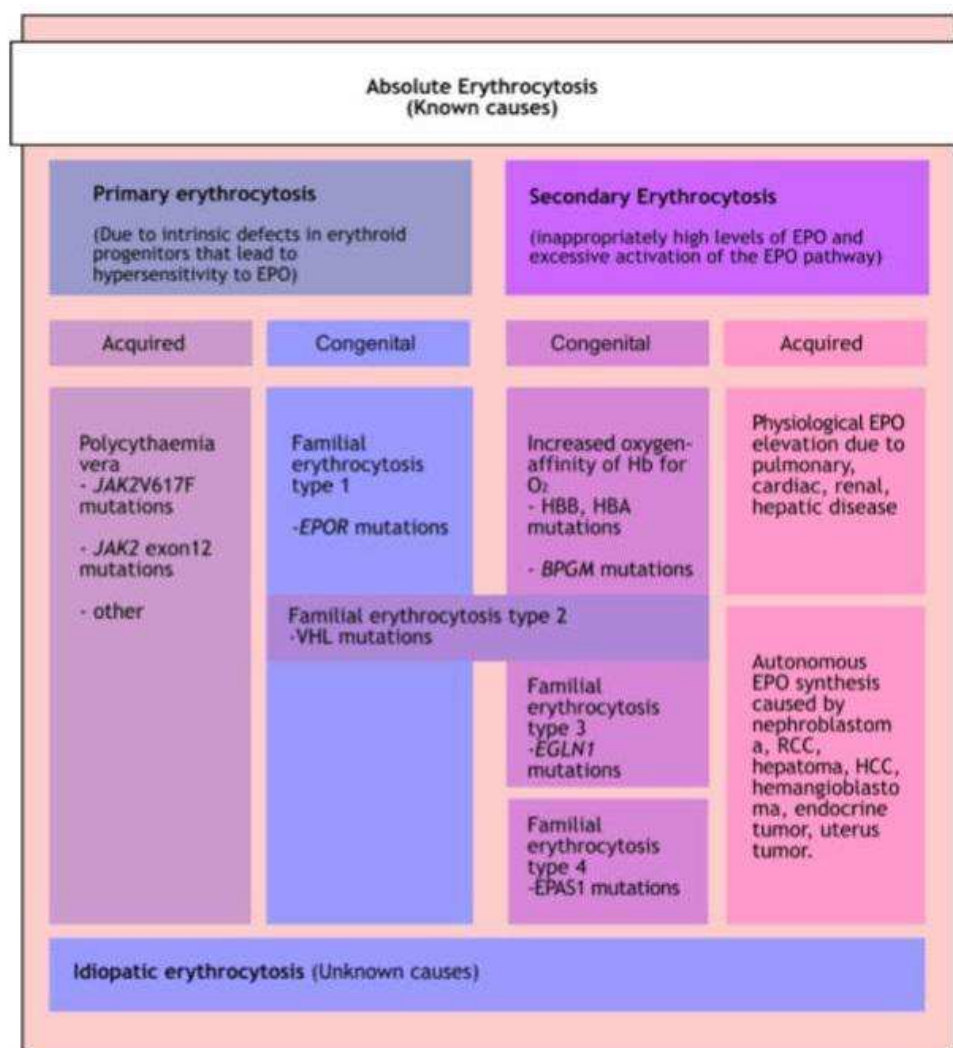 Absolute Erythrocytosis
(Known causes)
Primary erythrocytosis
(Due to intrinsic defects in erythroid
progenitors that lead to
hypersensitivity to EPO)
Secondary Erythrocytosis
(inappropriately high levels of EPO and
excessive activation of the EPO pathway)
Acquired
Congenital
Congenital
Acquired
Polycythaemia
vera
- JAK2V617F
mutations
- JAK2 exon12
mutations
- other
Familial
erythrocytosis
type 1
-EPOR mutations
Increased oxygen-
affinity of Hb for
O₂
- HBB, HBA
mutations
- BPGM mutations
Physiological EPO
elevation due to
pulmonary,
cardiac, renal,
hepatic disease
Familial erythrocytosis type 2
-VHL mutations
Familial
erythrocytosis
type 3
-EGLN1
mutations
Familial
erythrocytosis
type 4
-EPAS1 mutations
Autonomous
EPO synthesis
caused by
nephroblastom
a, RCC,
hepatoma, HCC,
hemangioblasto
ma, endocrine
tumor, uterus
tumor.
Idiopatic erythrocytosis (Unknown causes)